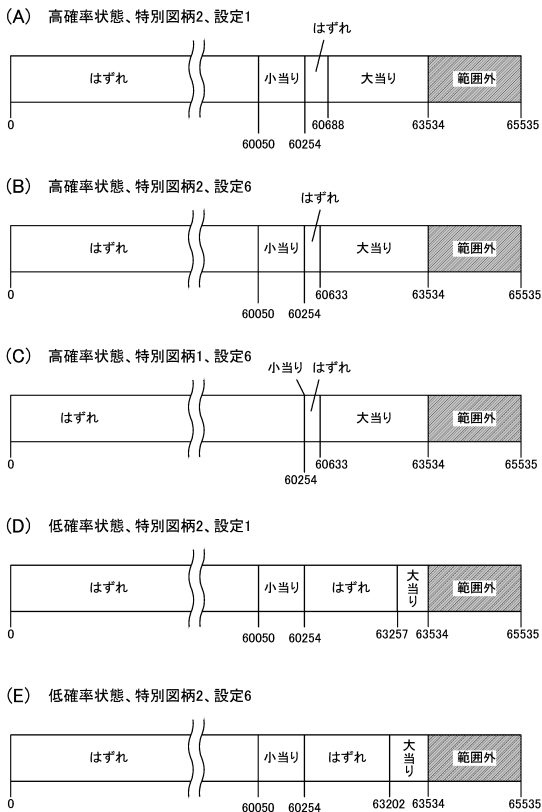 (A) 高確率状態、特別図柄2、設定1
はずれ
はずれ 小当り 大当り 範囲外
0 60688 63534 65535
60050 60254
(B) 高確率状態、特別図柄2、設定6
はずれ
はずれ 小当り 大当り 範囲外
0 60633 63534 65535
60050 60254
(C) 高確率状態、特別図柄1、設定6
小当り はずれ
はずれ 大当り 範囲外
0 60633 63534 65535
60254
(D) 低確率状態、特別図柄2、設定1
はずれ 小当り はずれ 大当り 範囲外
0 60050 60254 63257 63534 65535
(E) 低確率状態、特別図柄2、設定6
はずれ 小当り はずれ 大当り 範囲外
0 60050 60254 63202 63534 65535